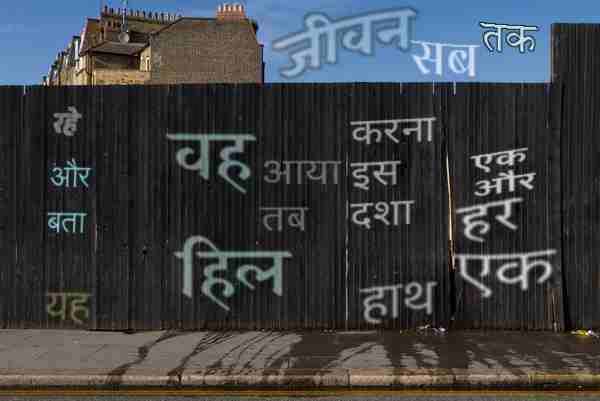 जीवन
सब
तक
रहे
वह
करना
आया
इस
एक
और
और
बता
तब
दशा
हर
हिल
एक
यह
हाथ